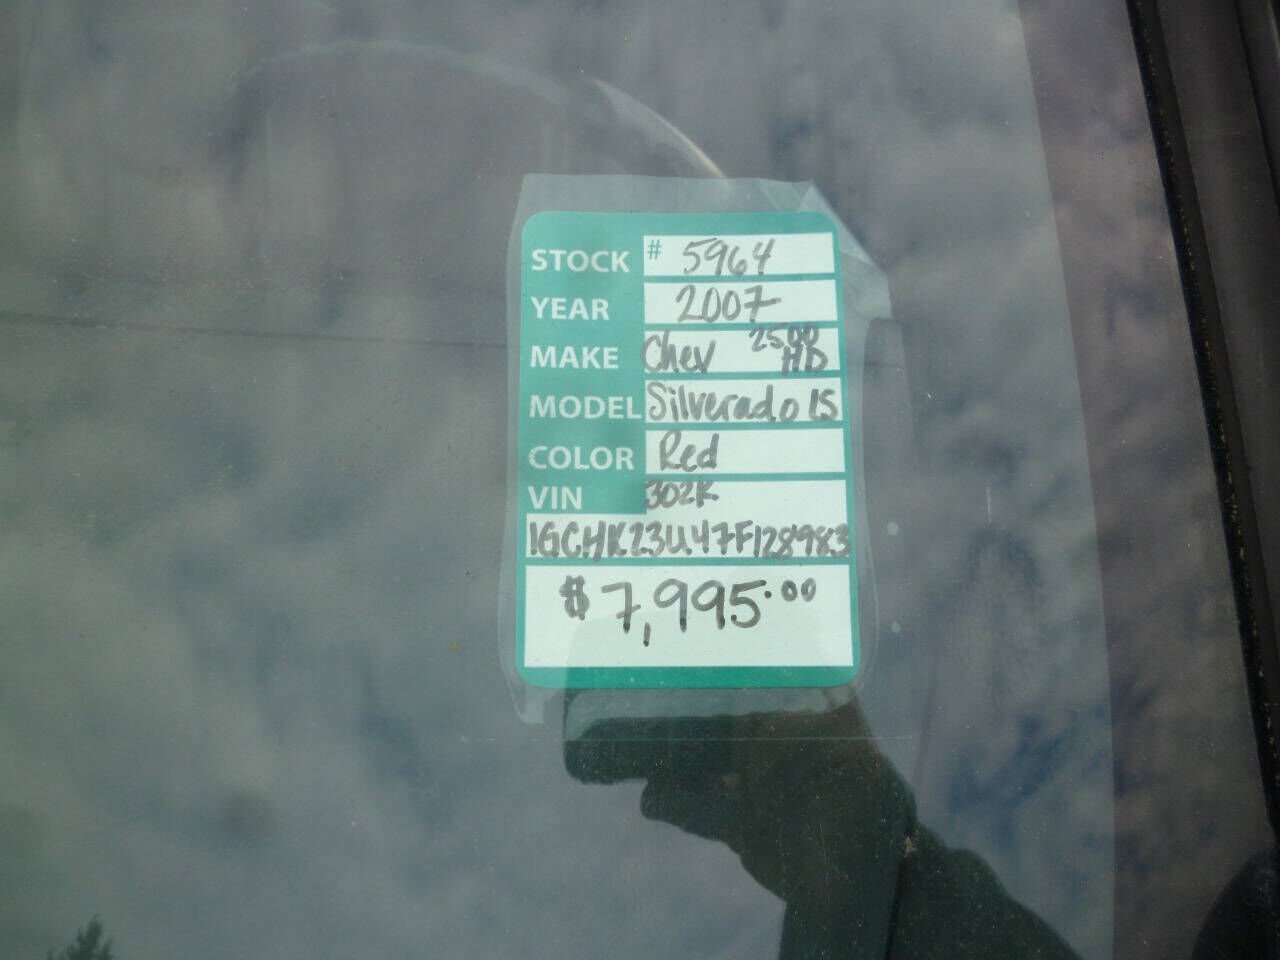 STOCK # 5964
YEAR 2007
MAKE Chev 2500 HD
MODEL Silverado LS
COLOR Red
VIN 302K
1GCHK23U47F128983
$7,995.00